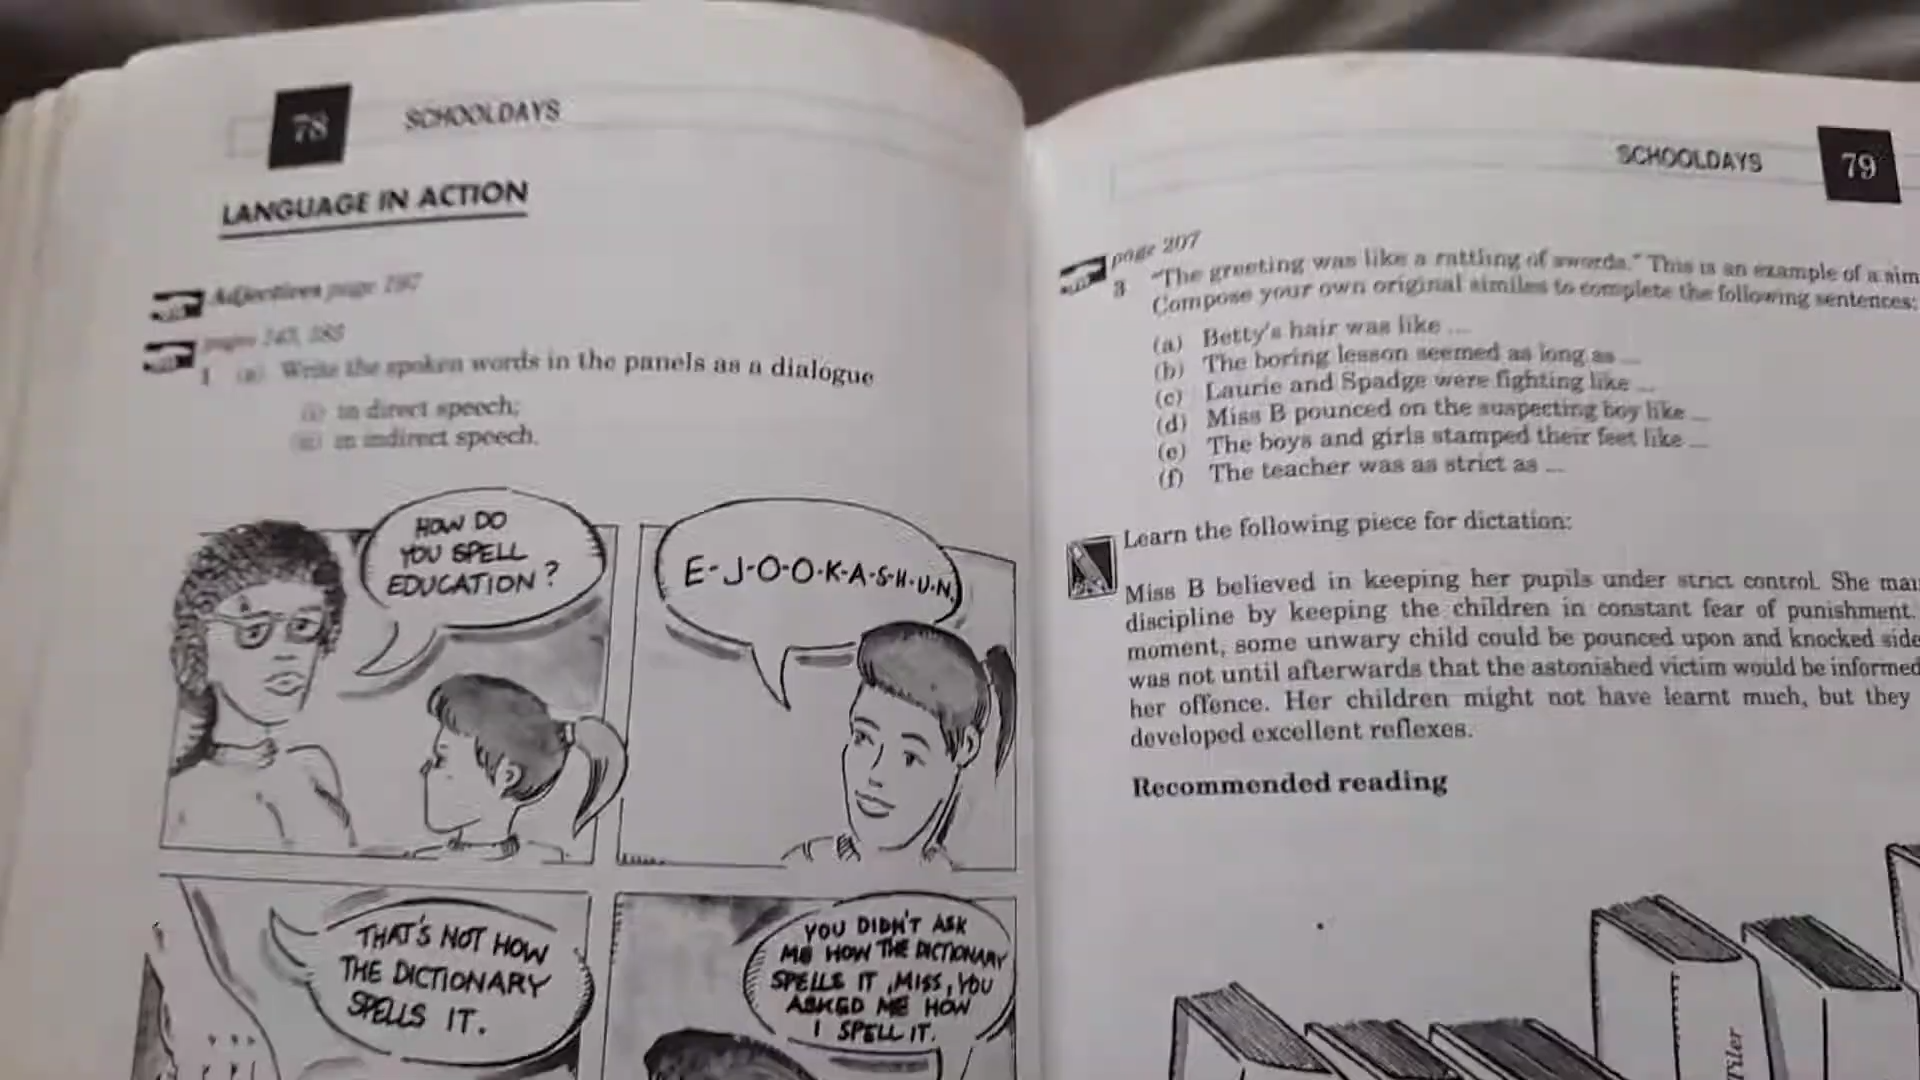 78 SCHOOLDAYS
LANGUAGE IN ACTION
Adjectives page
1 (a) Write the spoken words in the panels as a dialogue
(i) in direct speech;
(ii) in indirect speech.
HOW DO
YOU SPELL
EDUCATION?
E-J-O-O-K-A-S-H-U-N.
THAT'S NOT HOW
THE DICTIONARY
SPELLS IT.
YOU DIDN'T ASK
ME HOW THE DICTIONARY
SPELLS IT, MISS, YOU
ASKED ME HOW
I SPELL IT.
SCHOOLDAYS 79
page 207
3 "The greeting was like a rattling of swords." This is an example of a sim
Compose your own original similes to complete the following sentences:
(a) Betty's hair was like ...
(b) The boring lesson seemed as long as ...
(c) Laurie and Spadge were fighting like ...
(d) Miss B pounced on the suspecting boy like ...
(e) The boys and girls stamped their feet like ...
(f) The teacher was as strict as ...
Learn the following piece for dictation:
Miss B believed in keeping her pupils under strict control. She mai
discipline by keeping the children in constant fear of punishment.
moment, some unwary child could be pounced upon and knocked side
was not until afterwards that the astonished victim would be informed
her offence. Her children might not have learnt much, but they
developed excellent reflexes.
Recommended reading
Tiler